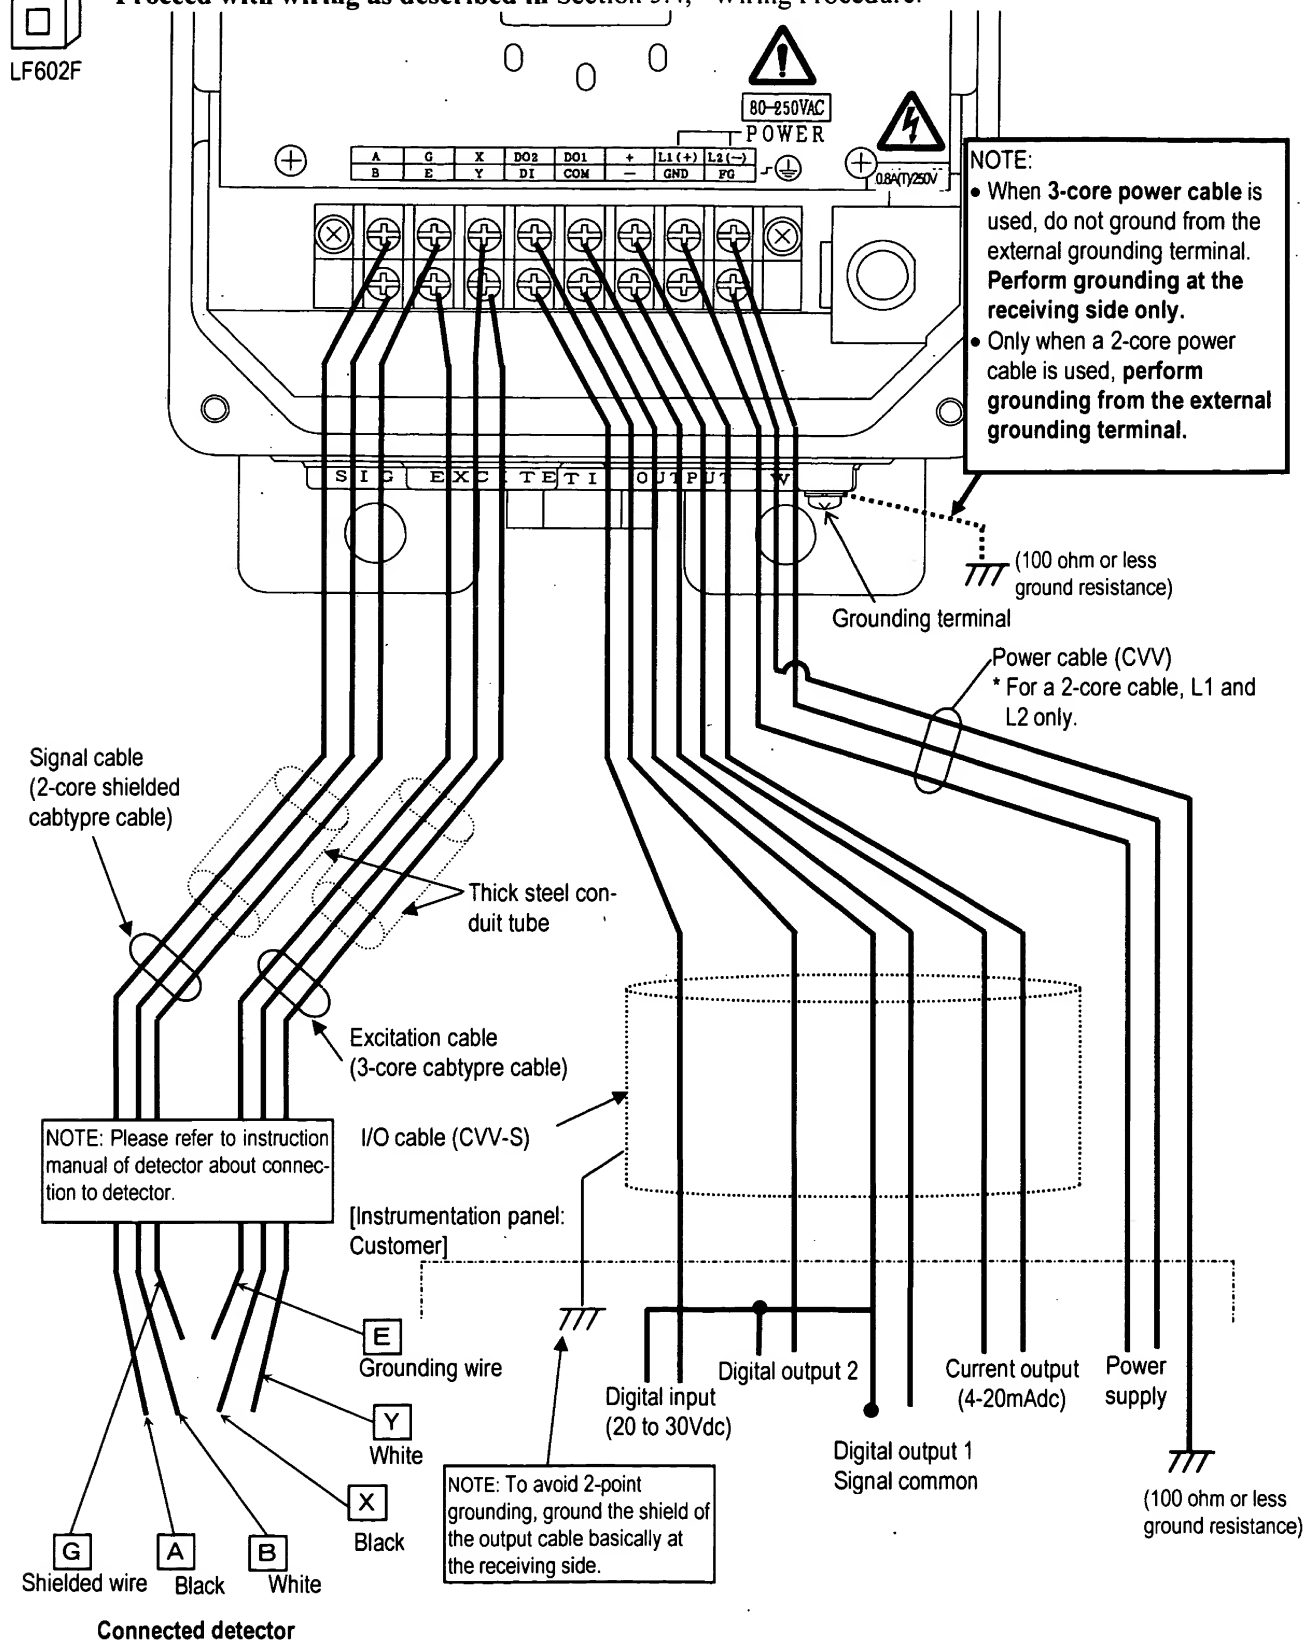 Proceed with wiring as described in Section 3.4, "Wiring Procedure."
LF602F
80-250VAC
POWER
A G X DO2 DO1 + L1(+) L2(-)
B E Y DI COM - GND FG
0.8A(T)/250V
NOTE:
• When 3-core power cable is
used, do not ground from the
external grounding terminal.
Perform grounding at the
receiving side only.
• Only when a 2-core power
cable is used, perform
grounding from the external
grounding terminal.
SIG EXCITE TI OUTPUT W
(100 ohm or less
ground resistance)
Grounding terminal
Power cable (CVV)
* For a 2-core cable, L1 and
L2 only.
Signal cable
(2-core shielded
cabtypre cable)
Thick steel con-
duit tube
Excitation cable
(3-core cabtypre cable)
NOTE: Please refer to instruction
manual of detector about connec-
tion to detector.
I/O cable (CVV-S)
[Instrumentation panel:
Customer]
E
Grounding wire
Y
White
X
Black
G
Shielded wire
A
Black
B
White
Connected detector
Digital input
(20 to 30Vdc)
Digital output 2
Digital output 1
Signal common
Current output
(4-20mAdc)
Power
supply
(100 ohm or less
ground resistance)
NOTE: To avoid 2-point
grounding, ground the shield of
the output cable basically at
the receiving side.